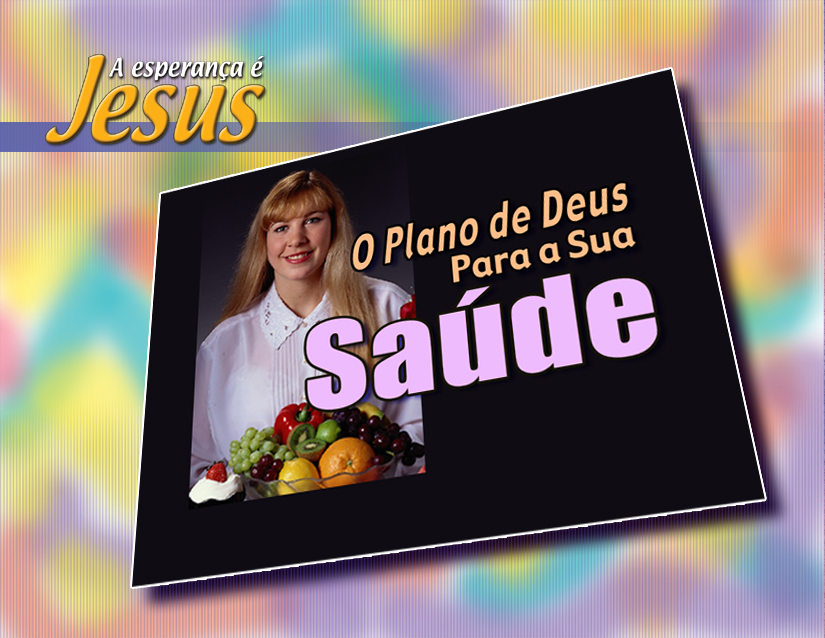 A esperança é
Jesus
O Plano de Deus
Para a Sua
Saúde